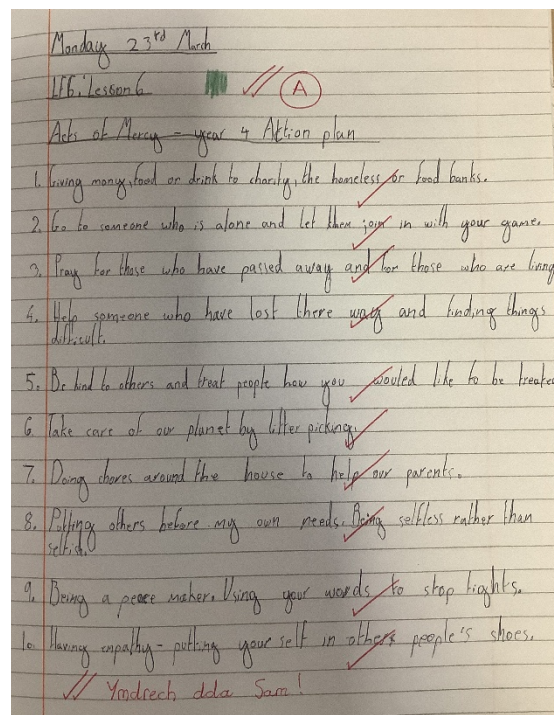 Monday 23rd March
LF6: Lesson 6 A
Acts of Mercy - year 4 Action plan
1. Giving mony, food or drink to charity, the homeless or food banks.
2. Go to someone who is alone and let them join in with your game.
3. Pray for those who have passed away and for those who are living
4. Help someone who have lost there way and finding things
difficult.
5. Be kind to others and treat people how you wouled like to be treated
6. Take care of our planet by litter picking.
7. Doing chores around the house to help our parents.
8. Putting others before my own needs. Being selfless rather than
selfish.
9. Being a peace maker. Using your words to stop fights.
10. Having empathy - putting your self in others people's shoes.
Ymdrech dda Sam!